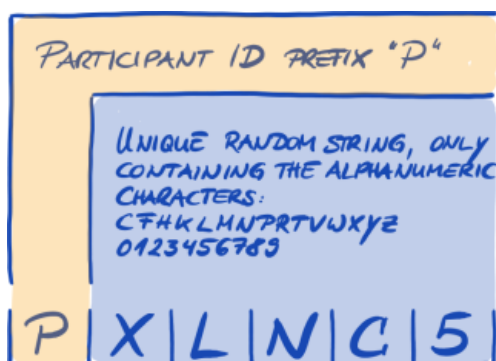 PARTICIPANT ID PREFIX "P"
UNIQUE RANDOM STRING, ONLY
CONTAINING THE ALPHANUMERIC
CHARACTERS:
CFHKLMNPRTVWXYZ
0123456789
P X L N C 5